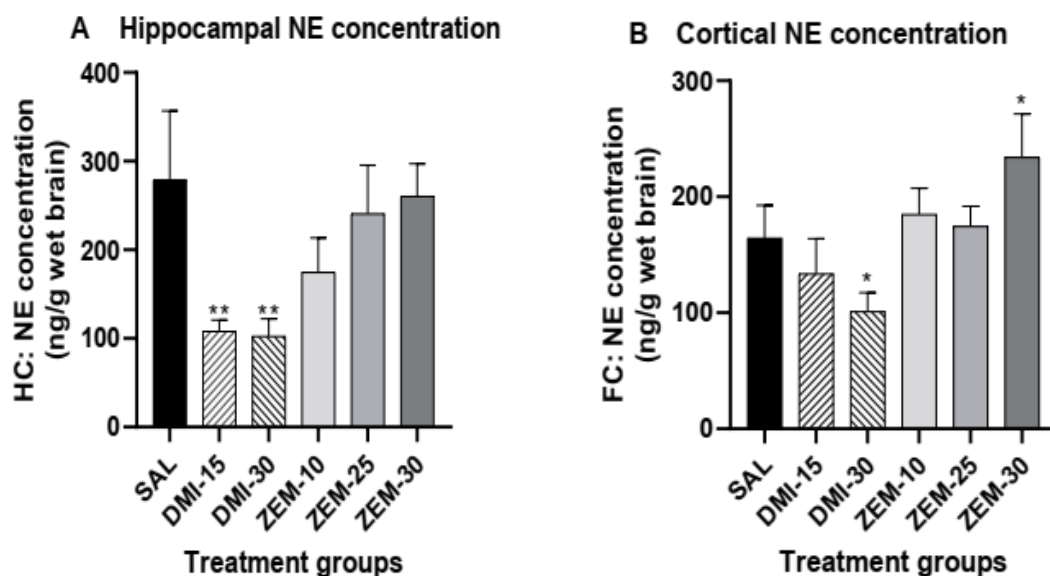 A Hippocampal NE concentration
HC: NE concentration
(ng/g wet brain)
400
300
200
100
0
**
**
SAL
DMI-15
DMI-30
ZEM-10
ZEM-25
ZEM-30
Treatment groups
B Cortical NE concentration
FC: NE concentration
(ng/g wet brain)
300
200
100
0
*
*
SAL
DMI-15
DMI-30
ZEM-10
ZEM-25
ZEM-30
Treatment groups